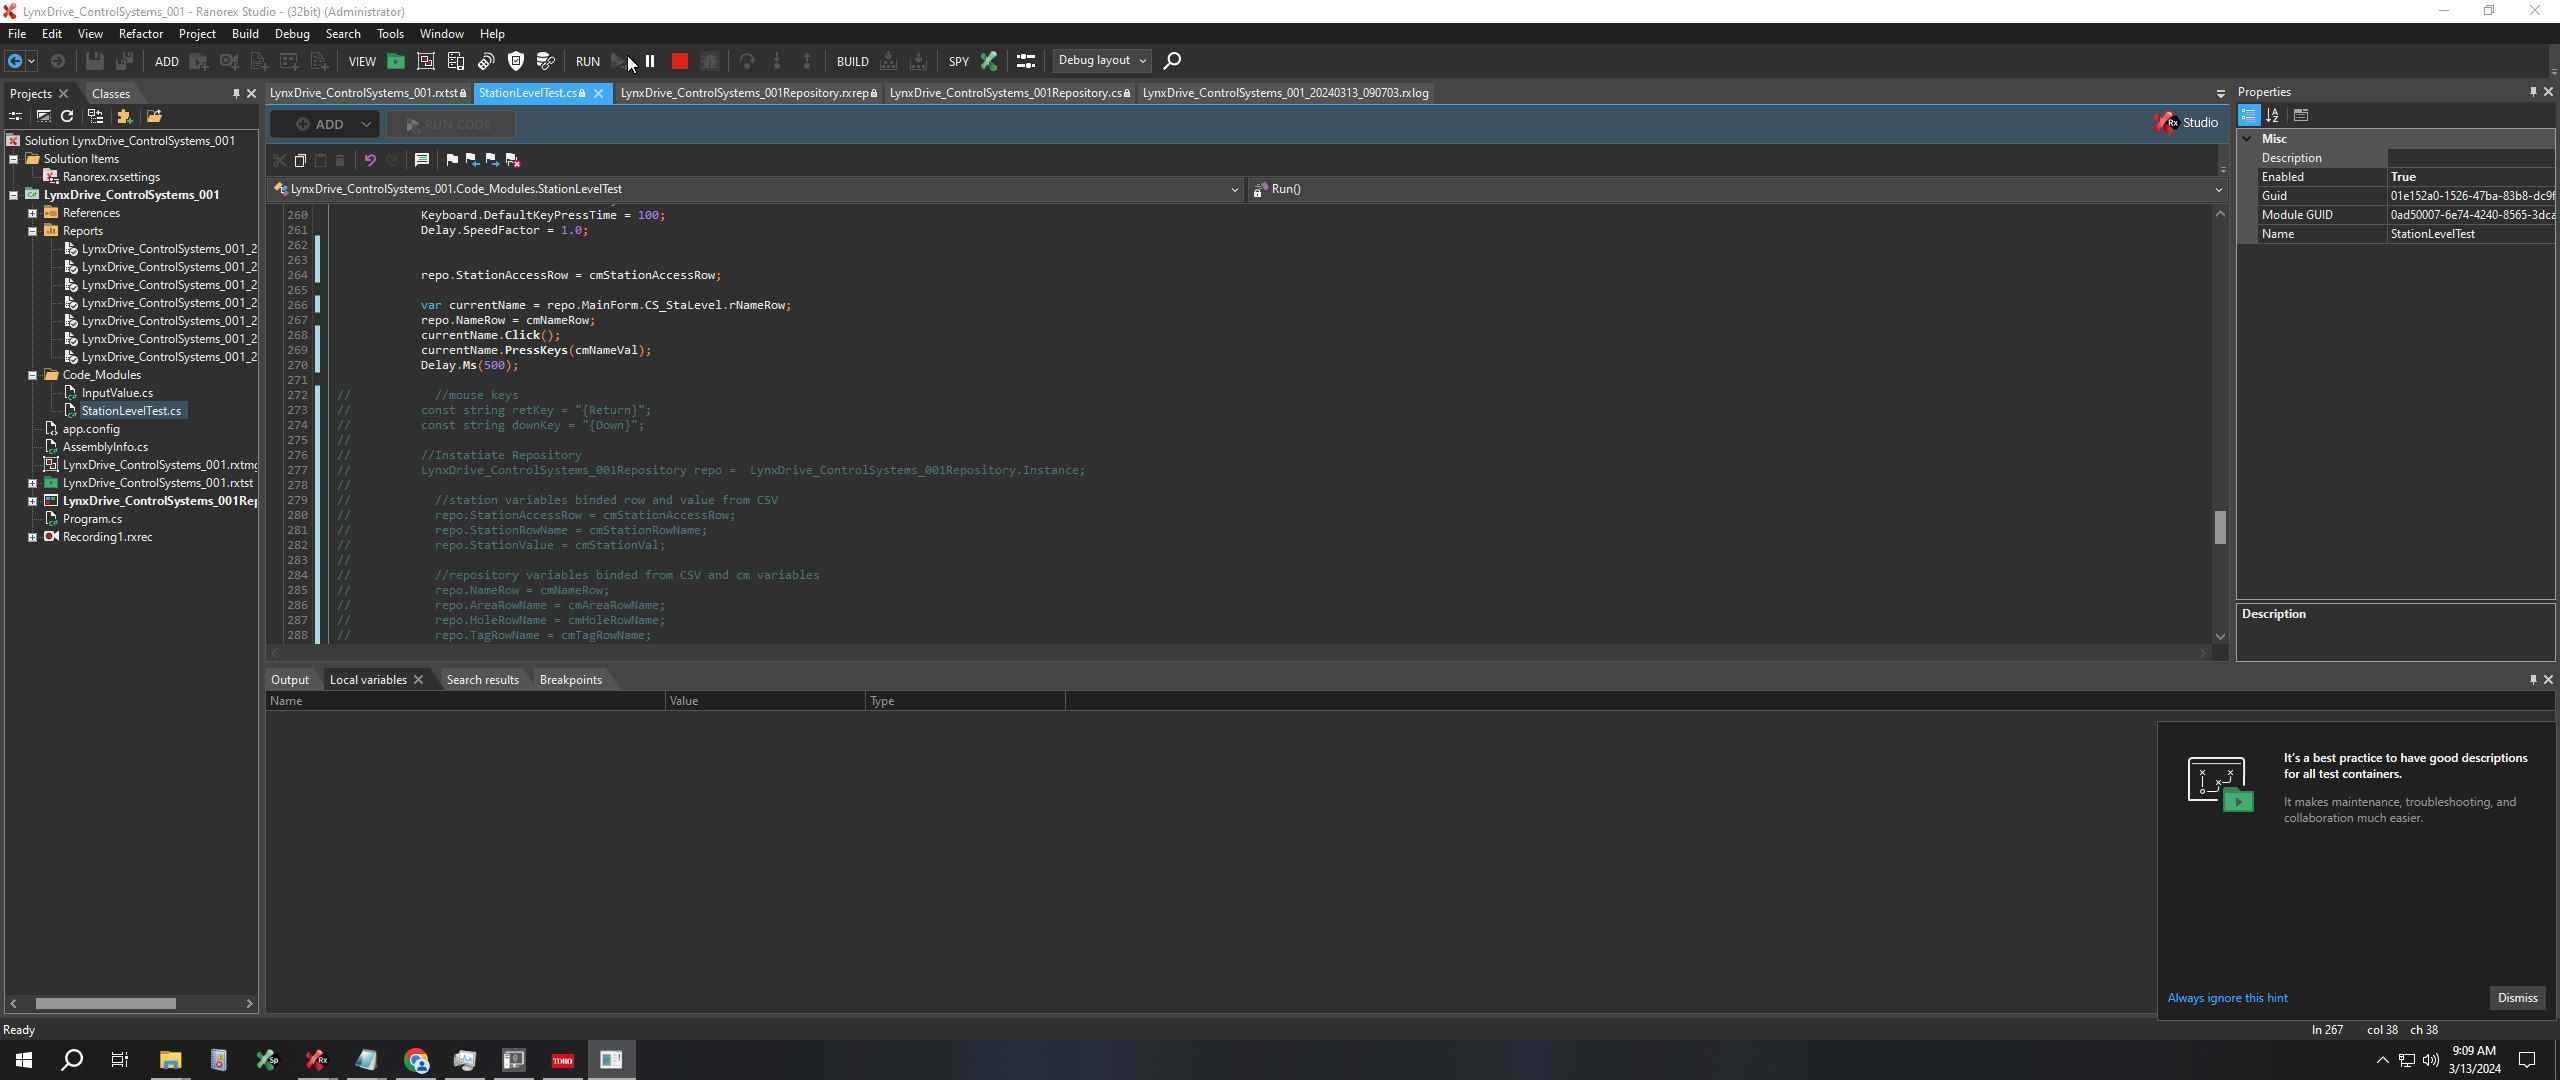 LynxDrive_ControlSystems_001 - Ranorex Studio - (32bit) (Administrator)
File Edit View Refactor Project Build Debug Search Tools Window Help
ADD VIEW RUN BUILD SPY Debug layout
Projects Classes
LynxDrive_ControlSystems_001.rxtst StationLevelTest.cs LynxDrive_ControlSystems_001Repository.rxrep LynxDrive_ControlSystems_001Repository.cs LynxDrive_ControlSystems_001_20240313_090703.rxlog
ADD RUN CODE
Rx Studio
LynxDrive_ControlSystems_001.Code_Modules.StationLevelTest Run()
Solution LynxDrive_ControlSystems_001
Solution Items
Ranorex.rxsettings
LynxDrive_ControlSystems_001
References
Reports
LynxDrive_ControlSystems_001_2
LynxDrive_ControlSystems_001_2
LynxDrive_ControlSystems_001_2
LynxDrive_ControlSystems_001_2
LynxDrive_ControlSystems_001_2
LynxDrive_ControlSystems_001_2
LynxDrive_ControlSystems_001_2
Code_Modules
InputValue.cs
StationLevelTest.cs
app.config
AssemblyInfo.cs
LynxDrive_ControlSystems_001.rxtmg
LynxDrive_ControlSystems_001.rxtst
LynxDrive_ControlSystems_001Rep
Program.cs
Recording1.rxrec
260 Keyboard.DefaultKeyPressTime = 100;
261 Delay.SpeedFactor = 1.0;
262
263
264 repo.StationAccessRow = cmStationAccessRow;
265
266 var currentName = repo.MainForm.CS_StaLevel.rNameRow;
267 repo.NameRow = cmNameRow;
268 currentName.Click();
269 currentName.PressKeys(cmNameVal);
270 Delay.Ms(500);
271
272 // //mouse keys
273 // const string retKey = "{Return}";
274 // const string downKey = "{Down}";
275 //
276 // //Instatiate Repository
277 // LynxDrive_ControlSystems_001Repository repo = LynxDrive_ControlSystems_001Repository.Instance;
278 //
279 // //station variables binded row and value from CSV
280 // repo.StationAccessRow = cmStationAccessRow;
281 // repo.StationRowName = cmStationRowName;
282 // repo.StationValue = cmStationVal;
283 //
284 // //repository variables binded from CSV and cm variables
285 // repo.NameRow = cmNameRow;
286 // repo.AreaRowName = cmAreaRowName;
287 // repo.HoleRowName = cmHoleRowName;
288 // repo.TagRowName = cmTagRowName;
Properties
Misc
Description
Enabled True
Guid 01e152a0-1526-47ba-83b8-dc9f
Module GUID 0ad50007-6e74-4240-8565-3dca
Name StationLevelTest
Description
Output Local variables Search results Breakpoints
Name Value Type
It's a best practice to have good descriptions
for all test containers.
It makes maintenance, troubleshooting, and
collaboration much easier.
Always ignore this hint Dismiss
Ready
ln 267 col 38 ch 38
Sp Rx TORO
9:09 AM
3/13/2024